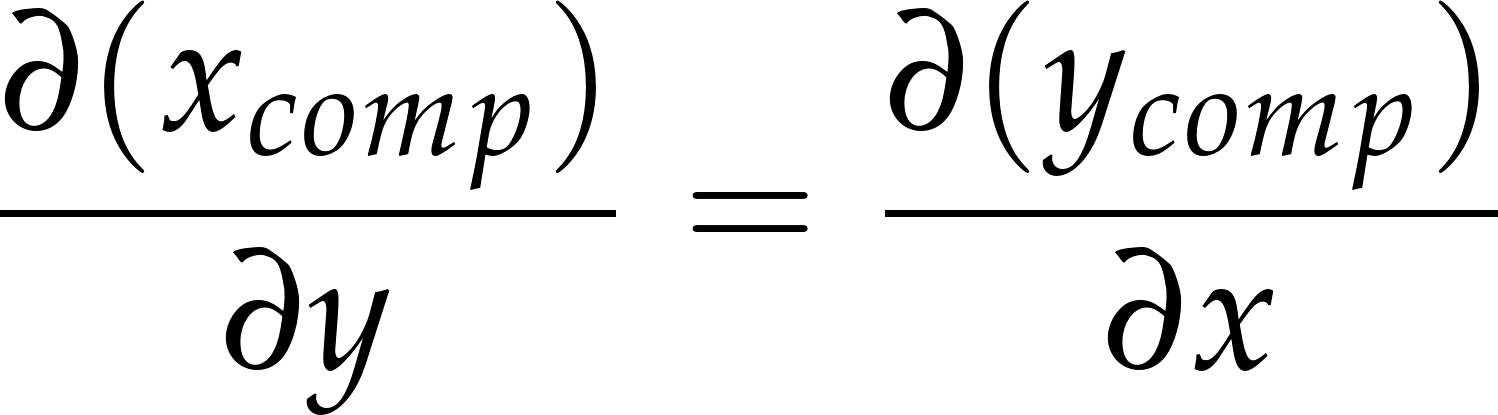 ∂(x_comp)/∂y = ∂(y_comp)/∂x